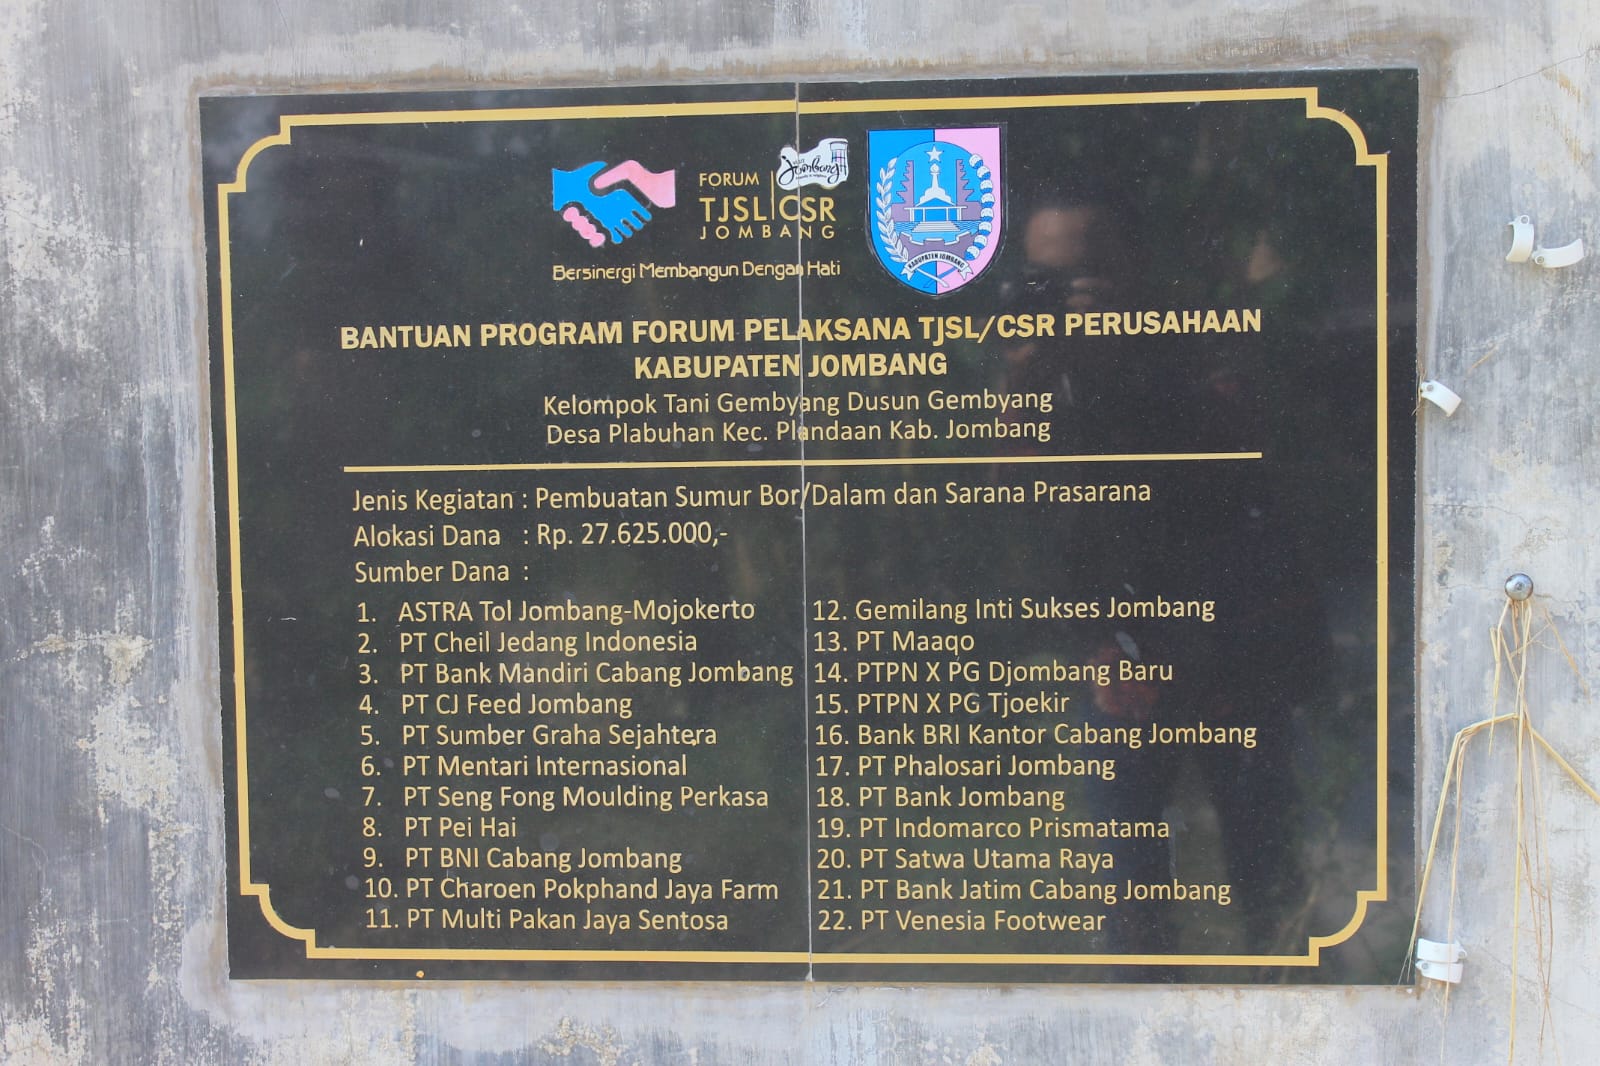 FORUM
TJSL|CSR
JOMBANG
Jombang
Bersinergi Membangun Dengan Hati
KABUPATEN JOMBANG
BANTUAN PROGRAM FORUM PELAKSANA TJSL/CSR PERUSAHAAN
KABUPATEN JOMBANG
Kelompok Tani Gembyang Dusun Gembyang
Desa Plabuhan Kec. Plandaan Kab. Jombang
Jenis Kegiatan : Pembuatan Sumur Bor/Dalam dan Sarana Prasarana
Alokasi Dana : Rp. 27.625.000,-
Sumber Dana :
1. ASTRA Tol Jombang-Mojokerto
2. PT Cheil Jedang Indonesia
3. PT Bank Mandiri Cabang Jombang
4. PT CJ Feed Jombang
5. PT Sumber Graha Sejahtera
6. PT Mentari Internasional
7. PT Seng Fong Moulding Perkasa
8. PT Pei Hai
9. PT BNI Cabang Jombang
10. PT Charoen Pokphand Jaya Farm
11. PT Multi Pakan Jaya Sentosa
12. Gemilang Inti Sukses Jombang
13. PT Maaqo
14. PTPN X PG Djombang Baru
15. PTPN X PG Tjoekir
16. Bank BRI Kantor Cabang Jombang
17. PT Phalosari Jombang
18. PT Bank Jombang
19. PT Indomarco Prismatama
20. PT Satwa Utama Raya
21. PT Bank Jatim Cabang Jombang
22. PT Venesia Footwear